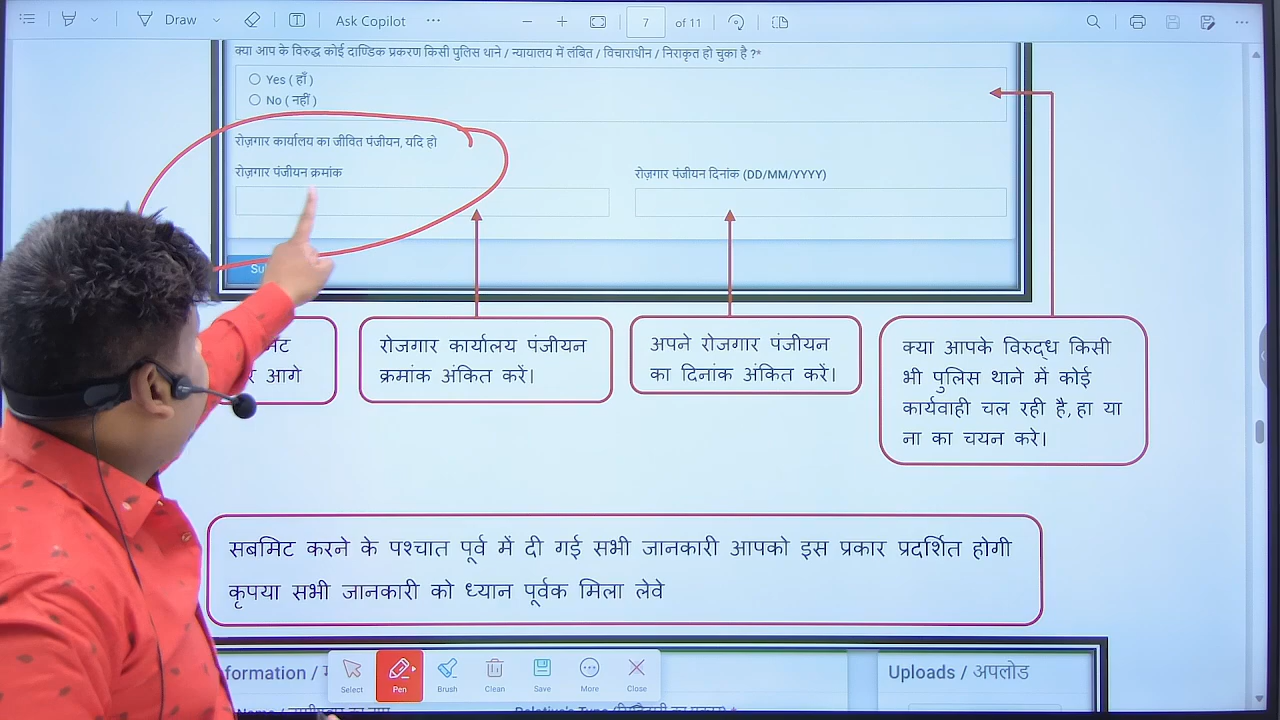 Draw
Ask Copilot
7 of 11
क्या आप के विरुद्ध कोई दाण्डिक प्रकरण किसी पुलिस थाने / न्यायालय में लंबित / विचाराधीन / निराकृत हो चुका है ?*
Yes ( हाँ )
No ( नहीं )
रोज़गार कार्यालय का जीवित पंजीयन, यदि हो
रोज़गार पंजीयन क्रमांक
रोज़गार पंजीयन दिनांक (DD/MM/YYYY)
Su
आगे
रोजगार कार्यालय पंजीयन
क्रमांक अंकित करें।
अपने रोजगार पंजीयन
का दिनांक अंकित करें।
क्या आपके विरुद्ध किसी
भी पुलिस थाने में कोई
कार्यवाही चल रही है, हा या
ना का चयन करे।
सबमिट करने के पश्चात पूर्व में दी गई सभी जानकारी आपको इस प्रकार प्रदर्शित होगी
कृपया सभी जानकारी को ध्यान पूर्वक मिला लेवे
formation /
Uploads / अपलोड
Select
Pen
Brush
Clean
Save
More
Close